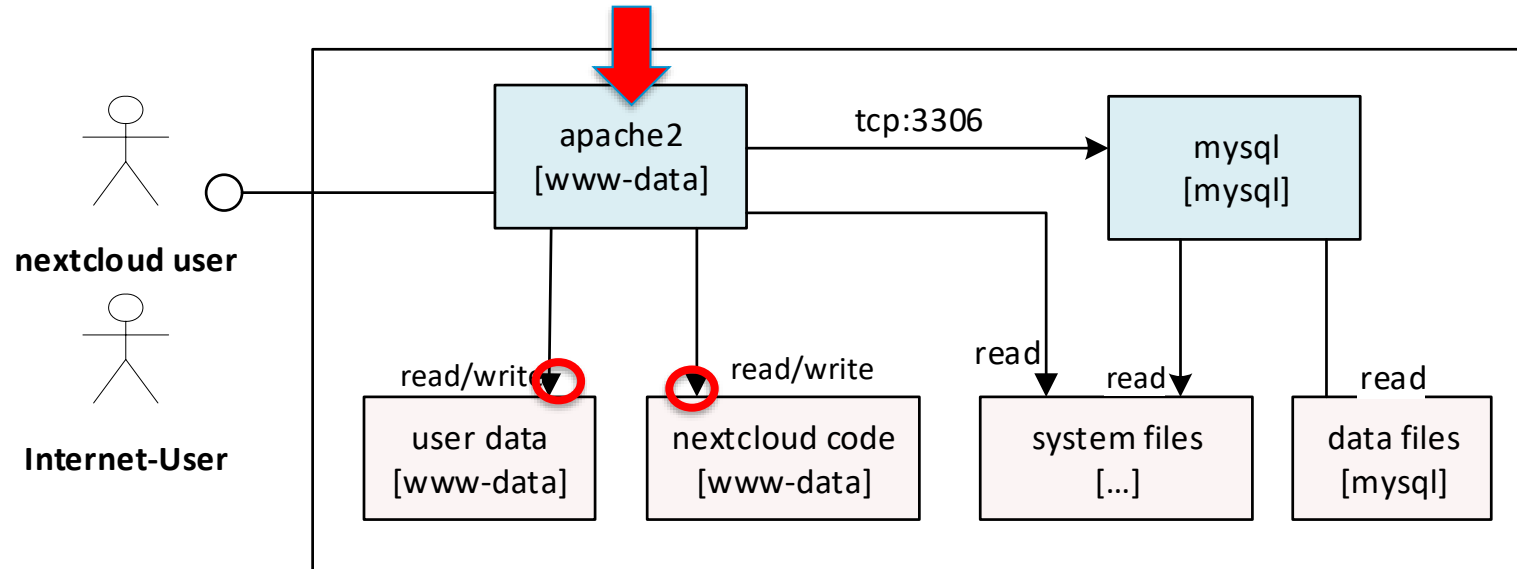 apache2
[www-data]
tcp:3306
mysql
[mysql]
nextcloud user
Internet-User
read/write
read/write
read
read
read
user data
[www-data]
nextcloud code
[www-data]
system files
[...]
data files
[mysql]